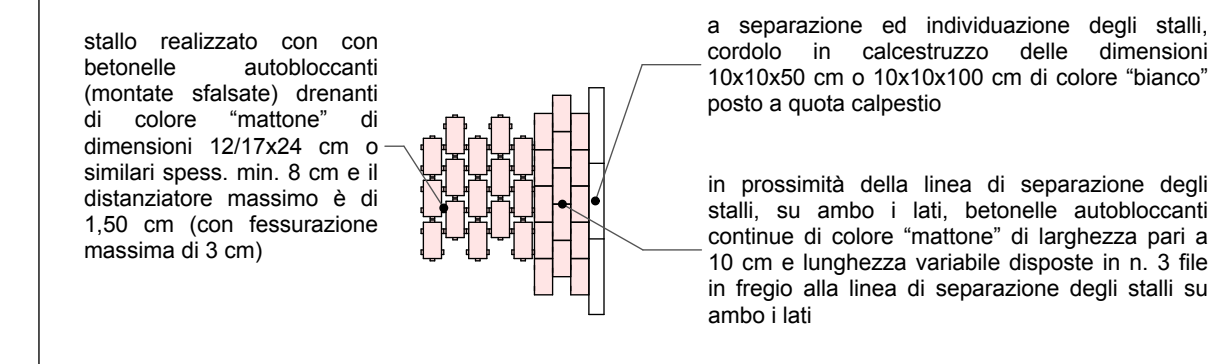 stallo realizzato con con
betonelle autobloccanti
(montate sfalsate) drenanti
di colore “mattone” di
dimensioni 12/17x24 cm o
similari spess. min. 8 cm e il
distanziatore massimo è di
1,50 cm (con fessurazione
massima di 3 cm)
a separazione ed individuazione degli stalli,
cordolo in calcestruzzo delle dimensioni
10x10x50 cm o 10x10x100 cm di colore “bianco”
posto a quota calpestio
in prossimità della linea di separazione degli
stalli, su ambo i lati, betonelle autobloccanti
continue di colore “mattone” di larghezza pari a
10 cm e lunghezza variabile disposte in n. 3 file
in fregio alla linea di separazione degli stalli su
ambo i lati